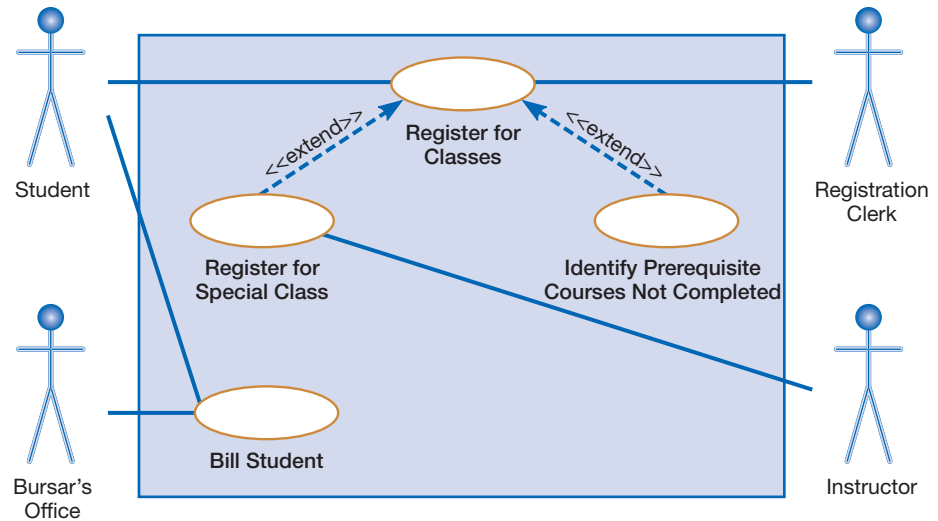 Register for
Classes
<<extend>>
<<extend>>
Student
Registration
Clerk
Register for
Special Class
Identify Prerequisite
Courses Not Completed
Bill Student
Bursar's
Office
Instructor